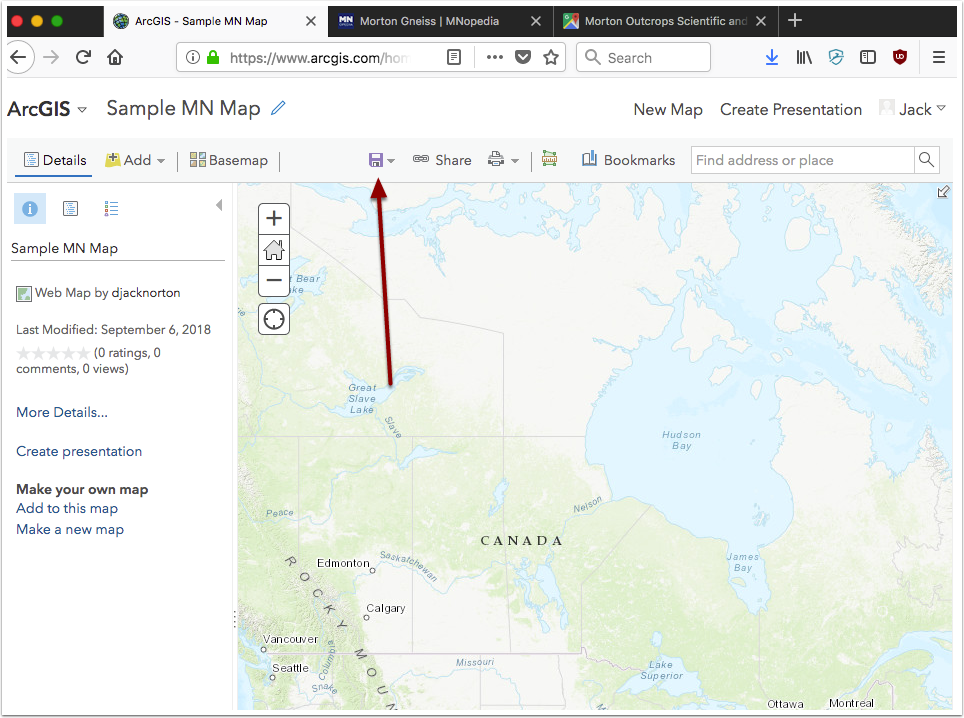 ArcGIS - Sample MN Map
MN
Morton Gneiss | MNopedia
Morton Outcrops Scientific and
https://www.arcgis.com/hom
Search
ArcGIS
Sample MN Map
New Map
Create Presentation
Jack
Details
Add
Basemap
Share
Bookmarks
Find address or place
Sample MN Map
Web Map by djacknorton
Last Modified: September 6, 2018
(0 ratings, 0
comments, 0 views)
More Details...
Create presentation
Make your own map
Add to this map
Make a new map
t Bear
Lake
Great
Slave
Lake
Slave
Hudson
Bay
Peace
Nelson
CANADA
James
Bay
Edmonton
Saskatchewan
Calgary
ROCKY MOU
Vancouver
Seattle
Columbia
Snake
Missouri
Lake
Superior
Ottawa
Montreal